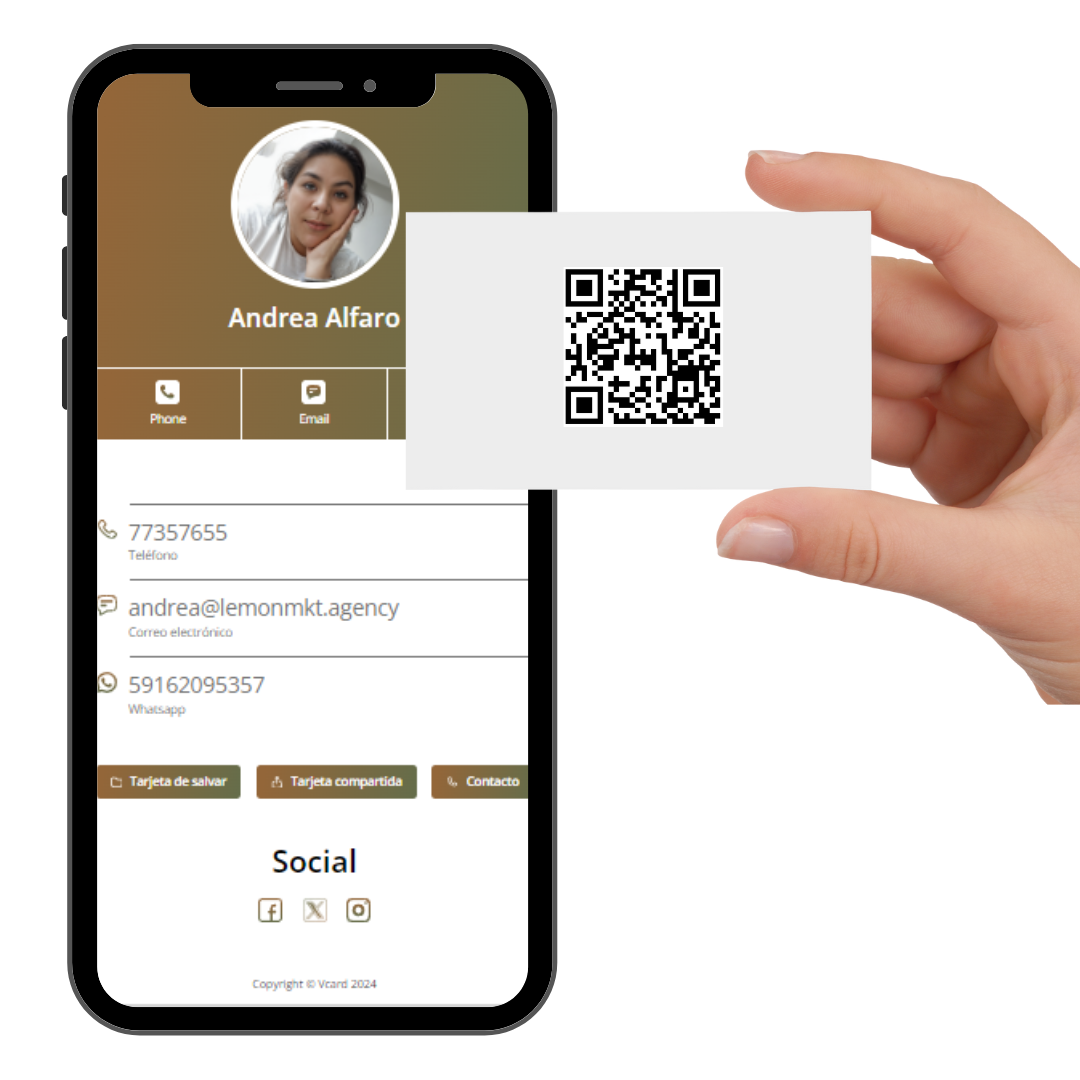 Andrea Alfaro
Phone
Email
77357655
Teléfono
andrea@lemonmkt.agency
Correo electrónico
59162095357
Whatsapp
Tarjeta de salvar
Tarjeta compartida
Contacto
Social
Copyright © Vcard 2024